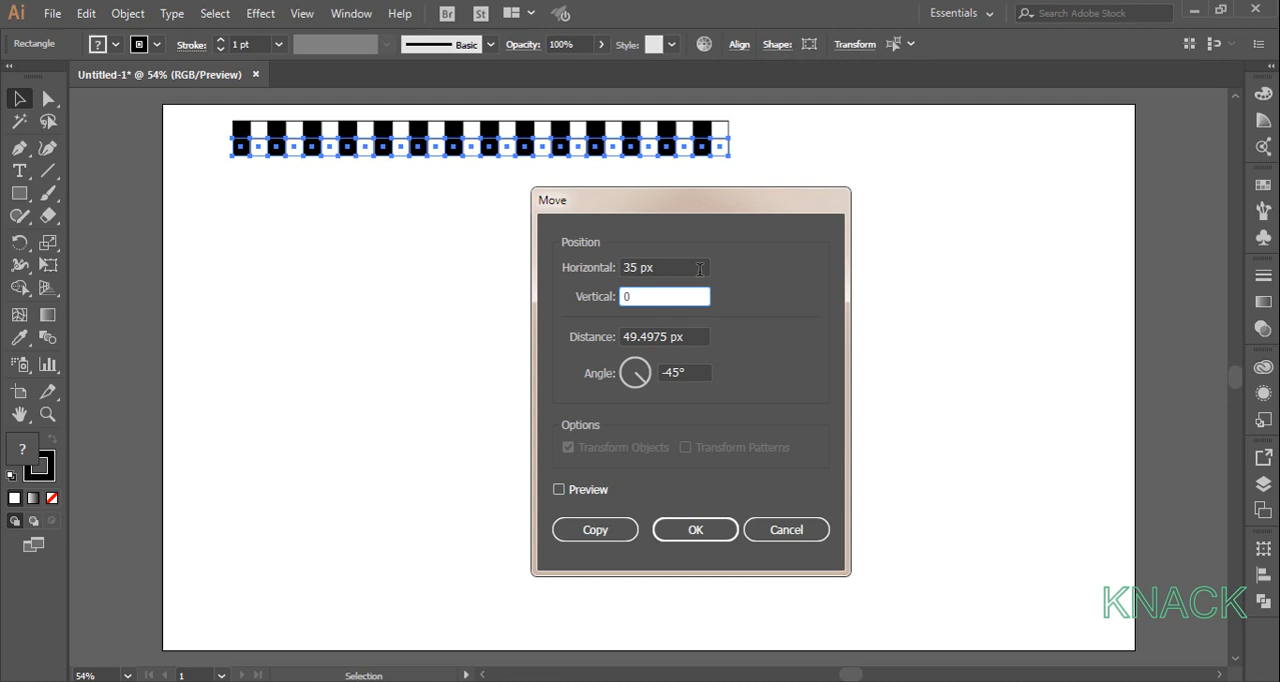 Ai File Edit Object Type Select Effect View Window Help Br St Essentials Search Adobe Stock
Rectangle ? Stroke: 1 pt Basic Opacity: 100% Style: Align Shape: Transform
Untitled-1* @ 54% (RGB/Preview)
Move
Position
Horizontal: 35 px
Vertical: 0
Distance: 49.4975 px
Angle: -45°
Options
Transform Objects Transform Patterns
Preview
Copy OK Cancel
?
KNACK
54% 1 Selection